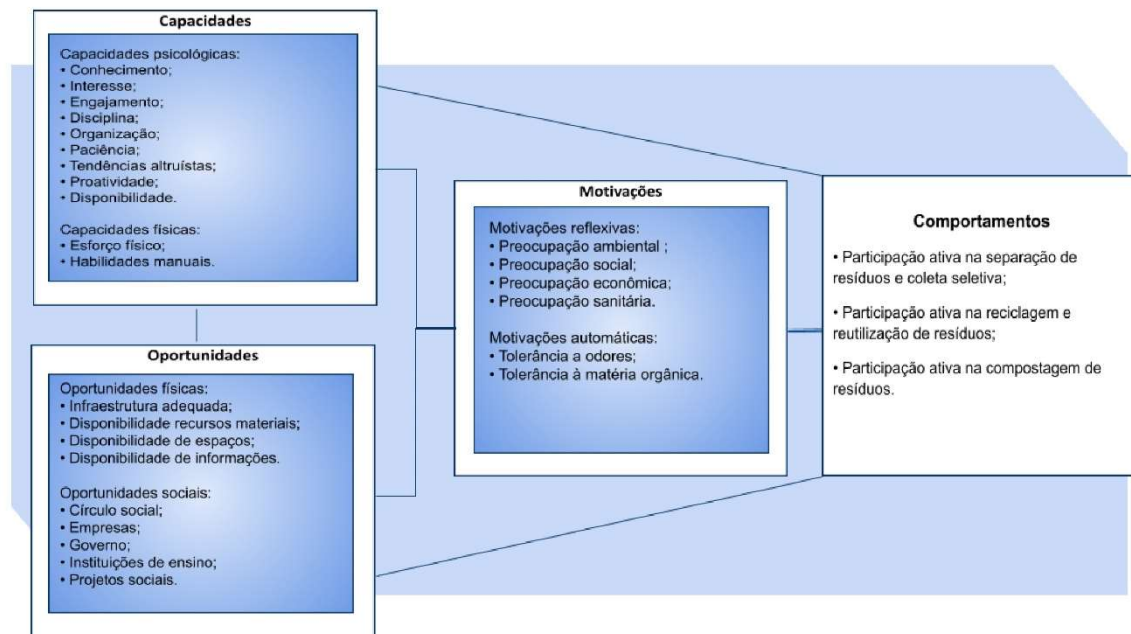 Capacidades
Capacidades psicológicas:
• Conhecimento;
• Interesse;
• Engajamento;
• Disciplina;
• Organização;
• Paciência;
• Tendências altruístas;
• Proatividade;
• Disponibilidade.
Capacidades físicas:
• Esforço físico;
• Habilidades manuais.
Oportunidades
Oportunidades físicas:
• Infraestrutura adequada;
• Disponibilidade recursos materiais;
• Disponibilidade de espaços;
• Disponibilidade de informações.
Oportunidades sociais:
• Círculo social;
• Empresas;
• Governo;
• Instituições de ensino;
• Projetos sociais.
Motivações
Motivações reflexivas:
• Preocupação ambiental ;
• Preocupação social;
• Preocupação econômica;
• Preocupação sanitária.
Motivações automáticas:
• Tolerância a odores;
• Tolerância à matéria orgânica.
Comportamentos
• Participação ativa na separação de
resíduos e coleta seletiva;
• Participação ativa na reciclagem e
reutilização de resíduos;
• Participação ativa na compostagem de
resíduos.